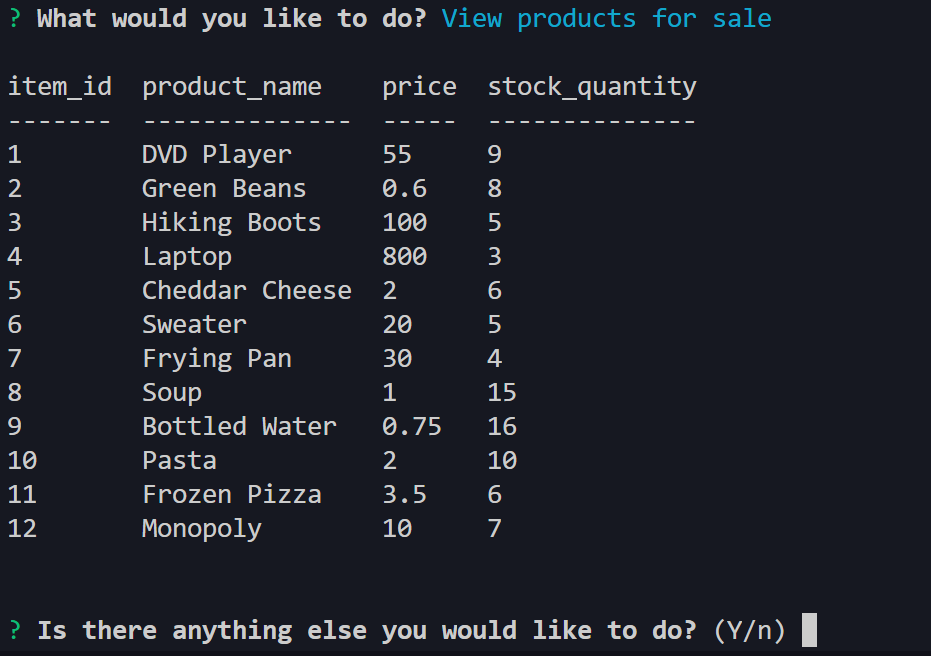 ? What would you like to do? View products for sale
item_id  product_name    price  stock_quantity
-------  --------------  -----  --------------
1        DVD Player      55     9
2        Green Beans     0.6    8
3        Hiking Boots    100    5
4        Laptop          800    3
5        Cheddar Cheese  2      6
6        Sweater         20     5
7        Frying Pan      30     4
8        Soup            1      15
9        Bottled Water   0.75   16
10       Pasta           2      10
11       Frozen Pizza    3.5    6
12       Monopoly        10     7
? Is there anything else you would like to do? (Y/n)